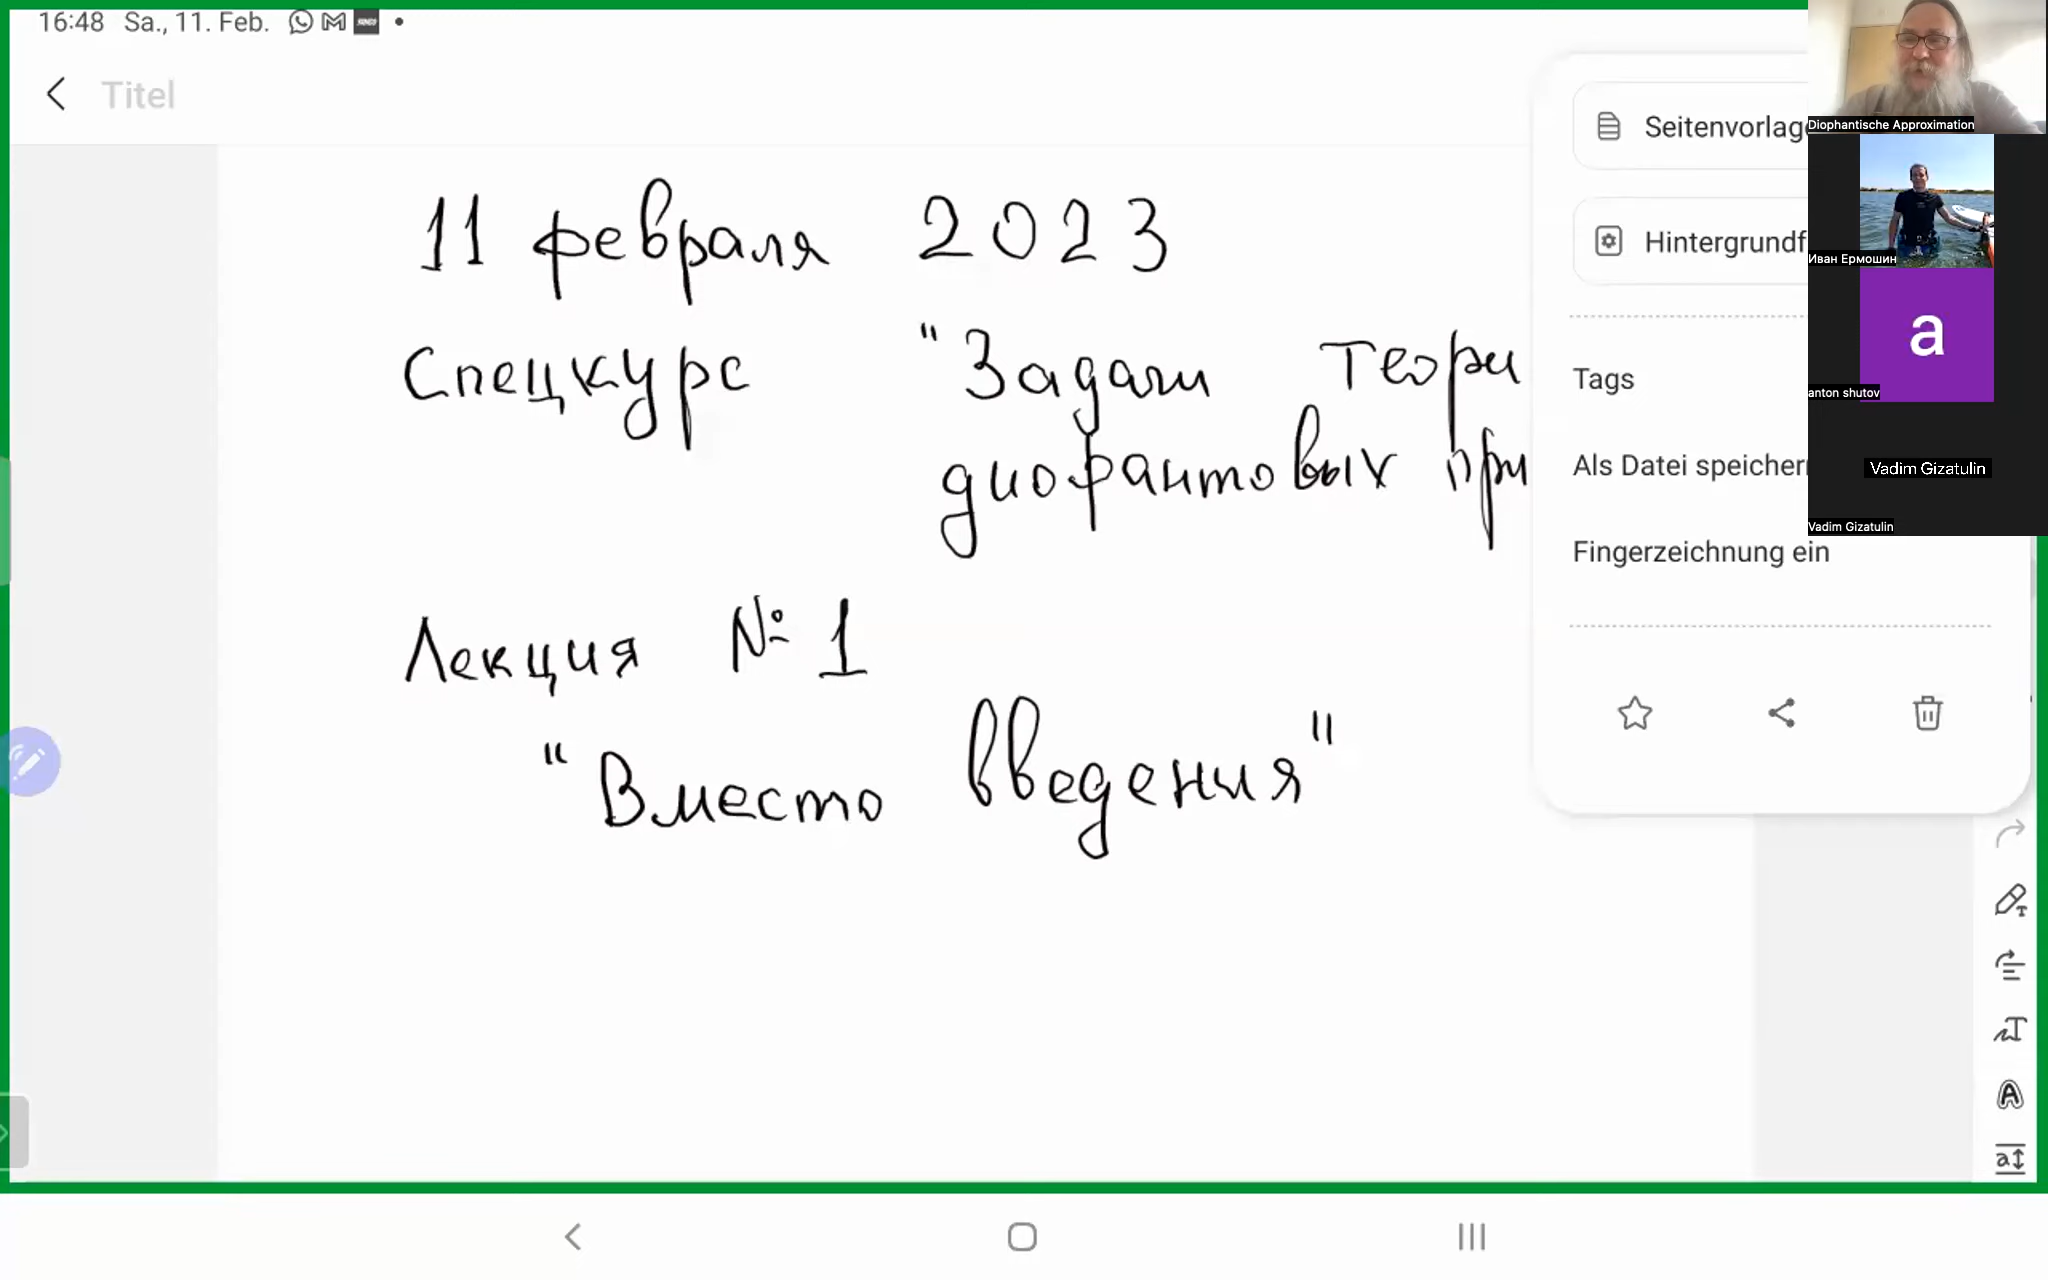 16:48 Sa., 11. Feb.
Titel
11 февраля 2023
Спецкурс "Задачи теори
диофантовых при
Лекция № 1
"Вместо введения"
Seitenvorlag
Hintergrundf
Tags
Als Datei speicher
Fingerzeichnung ein
Diophantische Approximation
Иван Ермошин
a
anton shutov
Vadim Gizatulin
Vadim Gizatulin